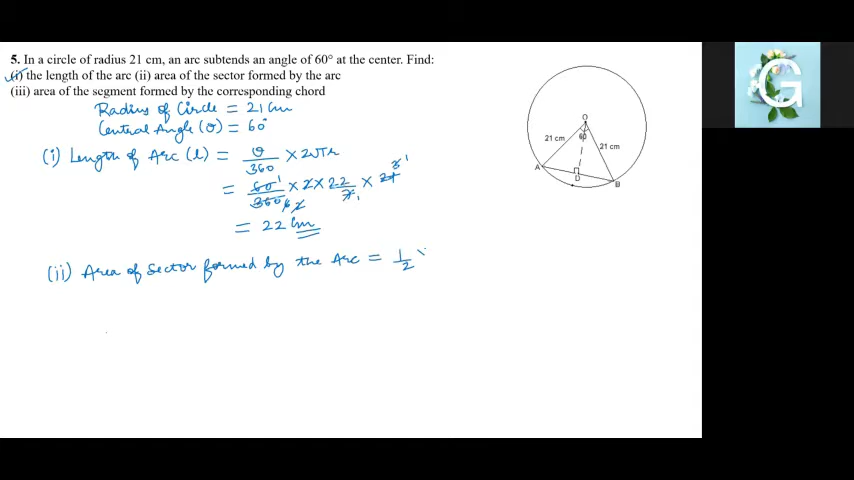 5. In a circle of radius 21 cm, an arc subtends an angle of 60° at the center. Find:
(i) the length of the arc (ii) area of the sector formed by the arc
(iii) area of the segment formed by the corresponding chord
Radius of Circle = 21 cm
Central Angle (θ) = 60°
(i) Length of Arc (l) = θ/360 × 2πr
= 60/360 × 2 × 22/7 × 21
= 22 cm
(ii) Area of Sector formed by the Arc = 1/2
O
60
21 cm
21 cm
A
D
B
G